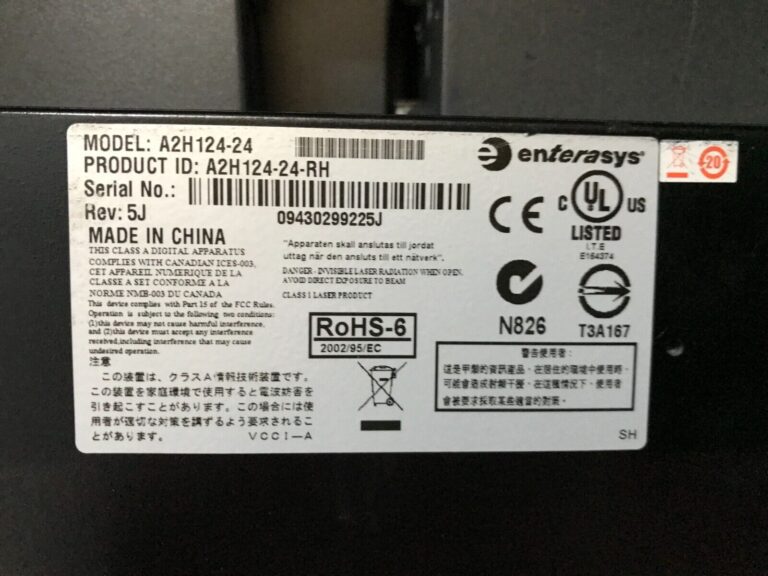 MODEL: A2H124-24
PRODUCT ID: A2H124-24-RH
Serial No.:
Rev: 5J
09430299225J
MADE IN CHINA
THIS CLASS A DIGITAL APPARATUS
COMPLIES WITH CANADIAN ICES-003.
CET APPAREIL NUMERIQUE DE LA
CLASSE A SET CONFORME A LA
NORME NMB-003 DU CANADA
This device complies with Part 15 of the FCC Rules.
Operation is subject to the following two conditions:
(1)this device may not cause harmful interference,
and (2)this device must accept any interference
received,including interference that may cause
undesired operation.
注意
この装置は、クラスA情報技術装置です。
この装置を家庭環境で使用すると電波妨害を
引き起こすことがあります。この場合には使
用者が適切な対策を講ずるよう要求されるこ
とがあります。 VCCI-A
"Apparaten skall anslutas till jordat
uttag när den ansluts till ett nätverk".
DANGER - INVISIBLE LASER RADIATION WHEN OPEN.
AVOID DIRECT EXPOSURE TO BEAM
CLASS 1 LASER PRODUCT
RoHS-6
2002/95/EC
enterasys
CE
C UL US
LISTED
I.T.E
E164374
N826
T3A167
警告使用者:
這是甲類的資訊產品，在居住的環境中使用時，
可能會造成射頻干擾，在這種情況下，使用者
會被要求採取某些適當的對策。
SH
20